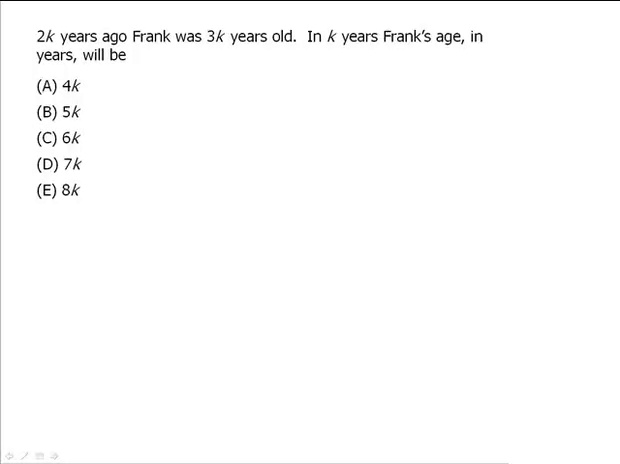 2k years ago Frank was 3k years old. In k years Frank’s age, in
years, will be
(A) 4k
(B) 5k
(C) 6k
(D) 7k
(E) 8k